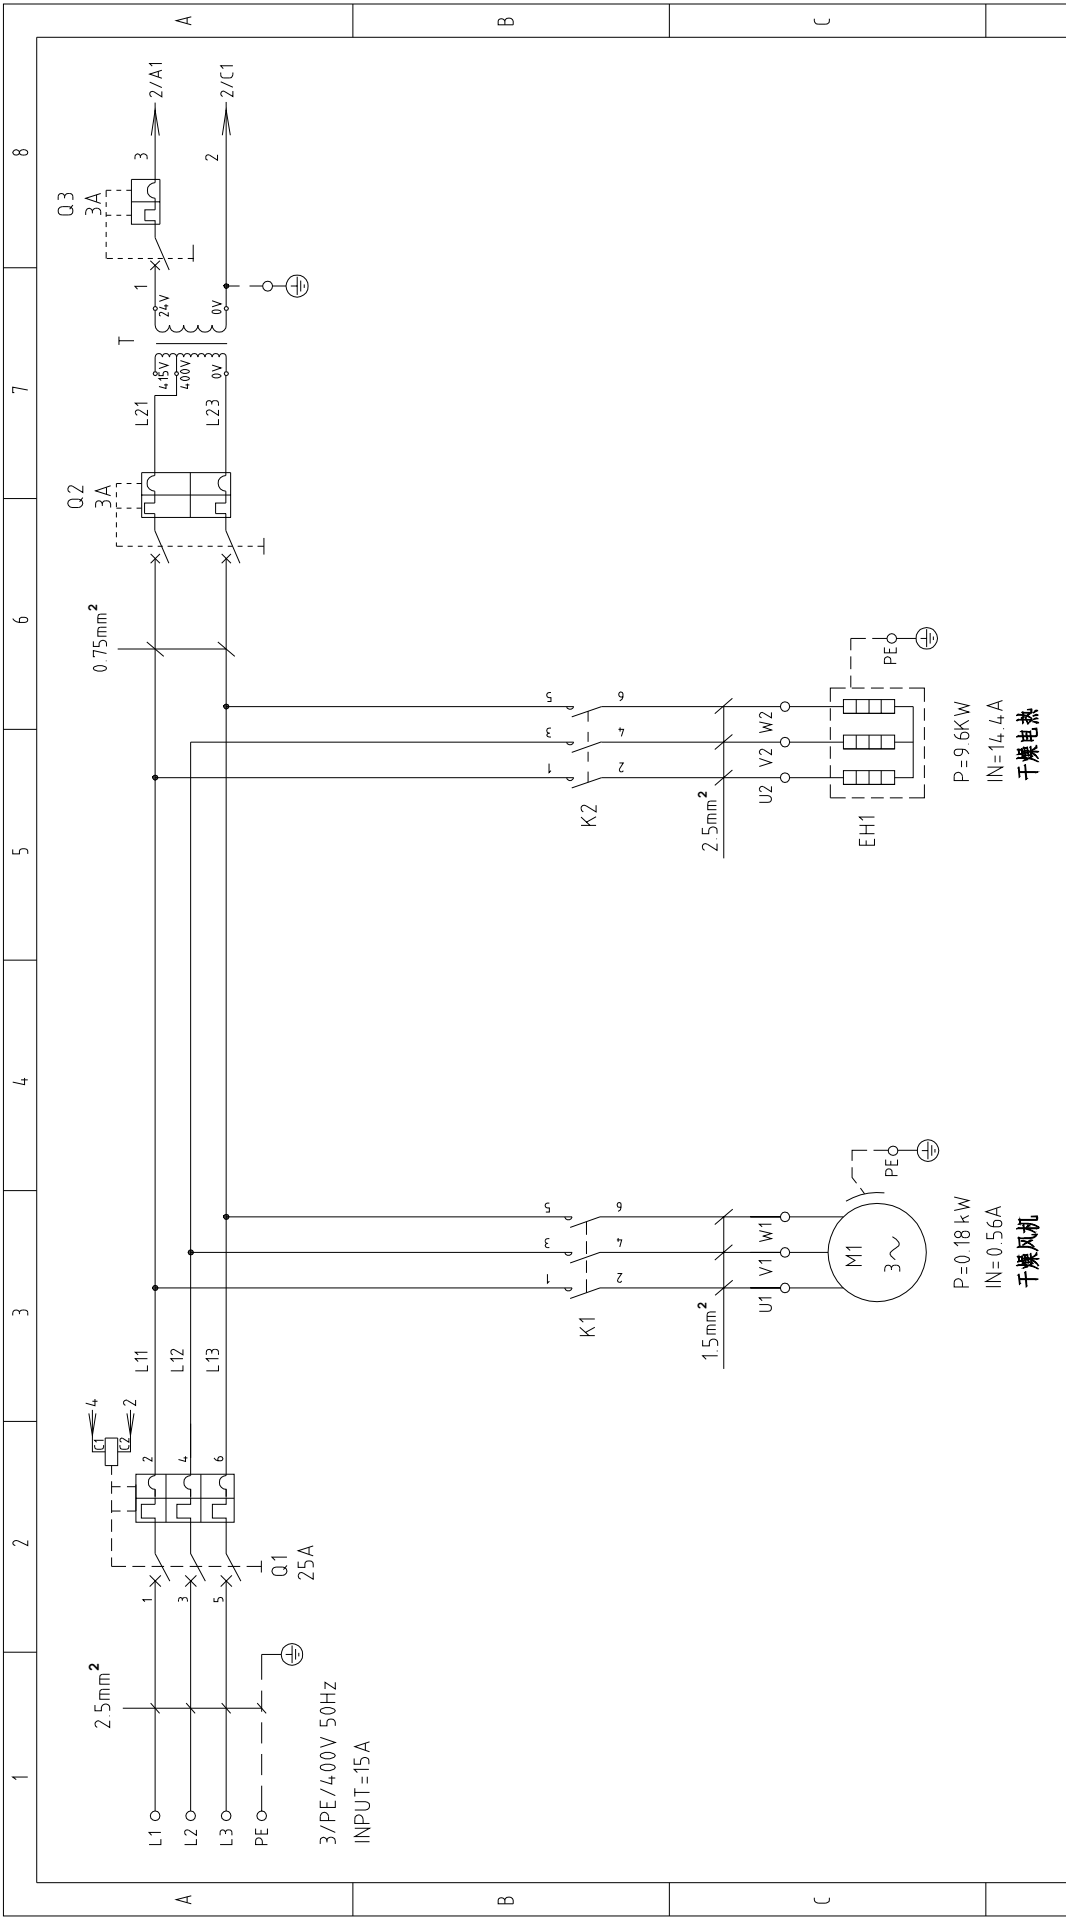 1
2
3
4
5
6
7
8
A
B
C
A
B
C
L1
L2
L3
PE
2.5mm²
3/PE/400V 50Hz
INPUT=15A
1
3
5
Q1
25A
2
4
6
C1
C2
4
2
L11
L12
L13
1
3
5
2
4
6
K1
1.5mm²
U1
V1
W1
M1
3~
PE
P=0.18kW
IN=0.56A
干燥风机
1
3
5
2
4
6
K2
2.5mm²
U2
V2
W2
EH1
PE
P=9.6KW
IN=14.4A
干燥电热
0.75mm²
Q2
3A
L21
L23
415V
400V
0V
T
24V
0V
1
Q3
3A
3
2
2/A1
2/C1